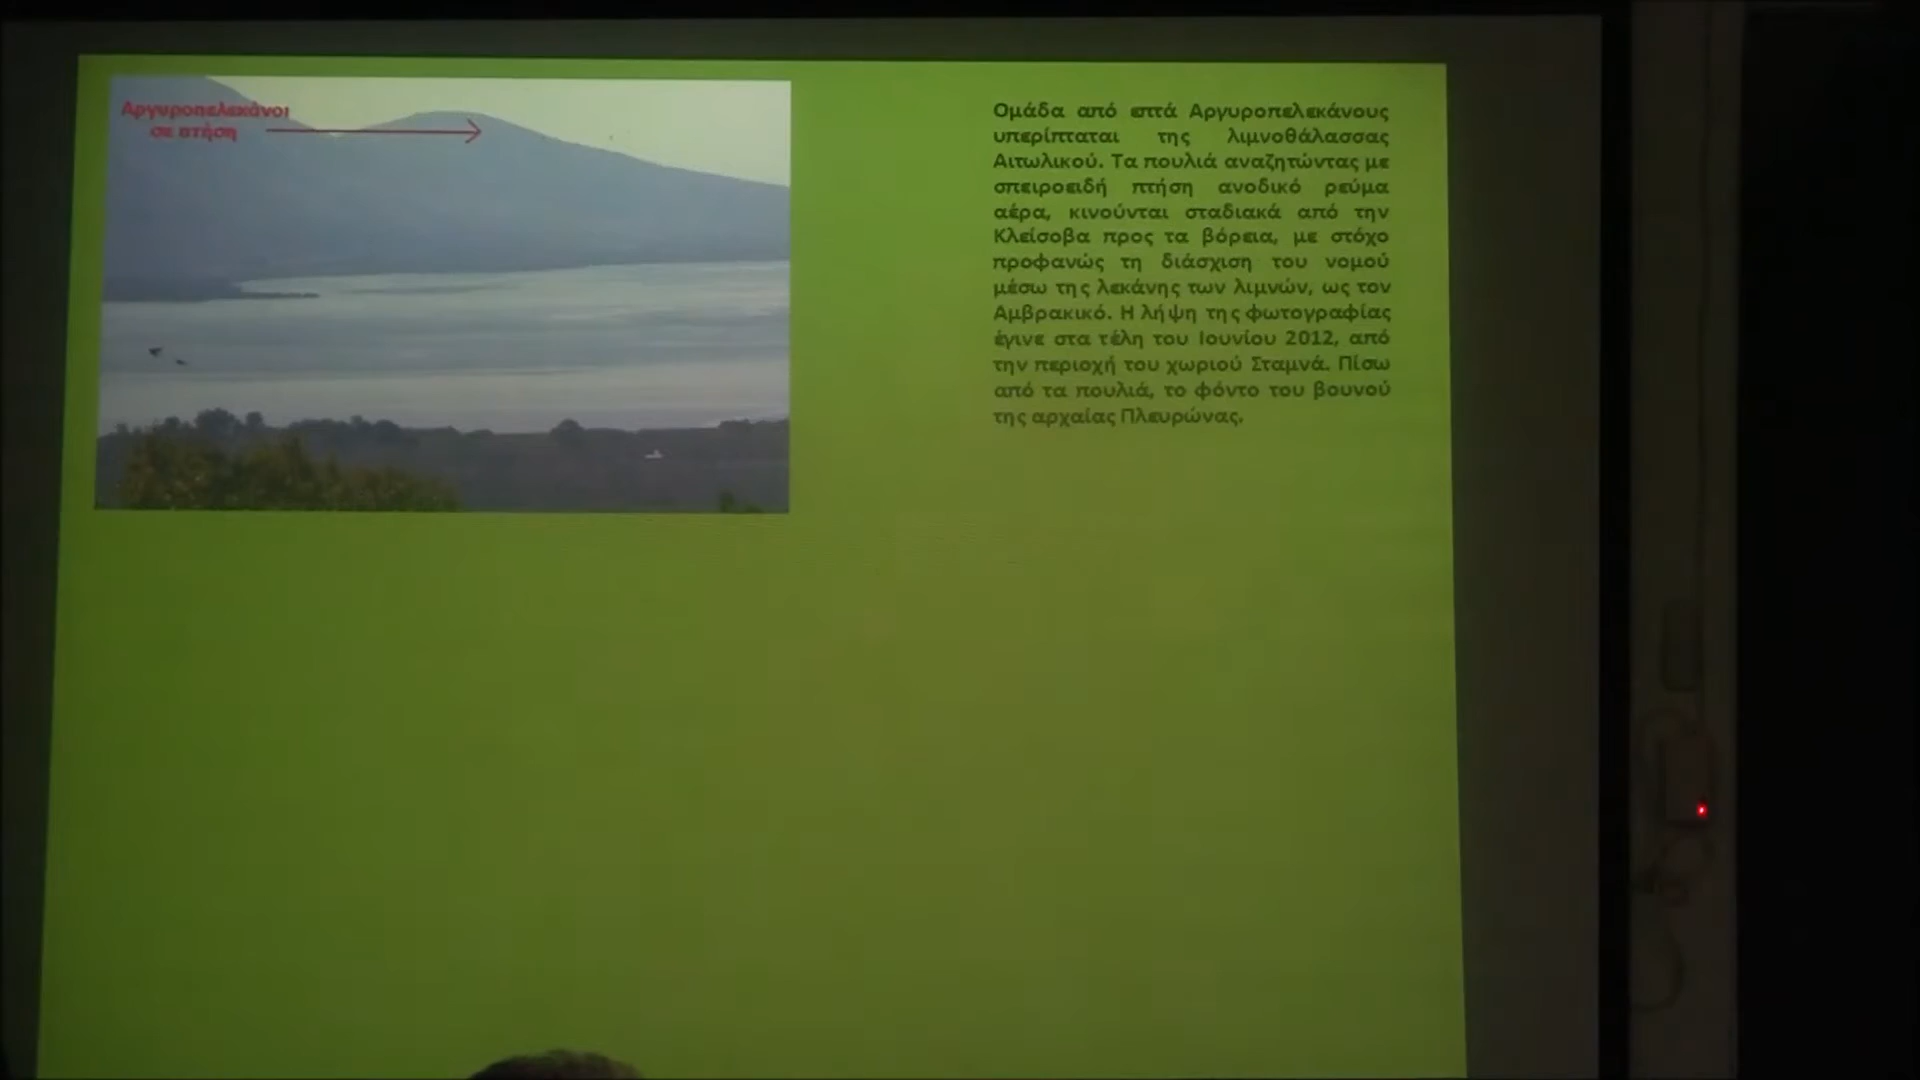 Αργυροπελεκάνοι
σε πτήση
Ομάδα από επτά Αργυροπελεκάνους
υπερίπταται της λιμνοθάλασσας
Αιτωλικού. Τα πουλιά αναζητώντας με
σπειροειδή πτήση ανοδικό ρεύμα
αέρα, κινούνται σταδιακά από την
Κλείσοβα προς τα βόρεια, με στόχο
προφανώς τη διάσχιση του νομού
μέσω της λεκάνης των λιμνών, ως τον
Αμβρακικό. Η λήψη της φωτογραφίας
έγινε στα τέλη του Ιουνίου 2012, από
την περιοχή του χωριού Σταμνά. Πίσω
από τα πουλιά, το φόντο του βουνού
της αρχαίας Πλευρώνας.